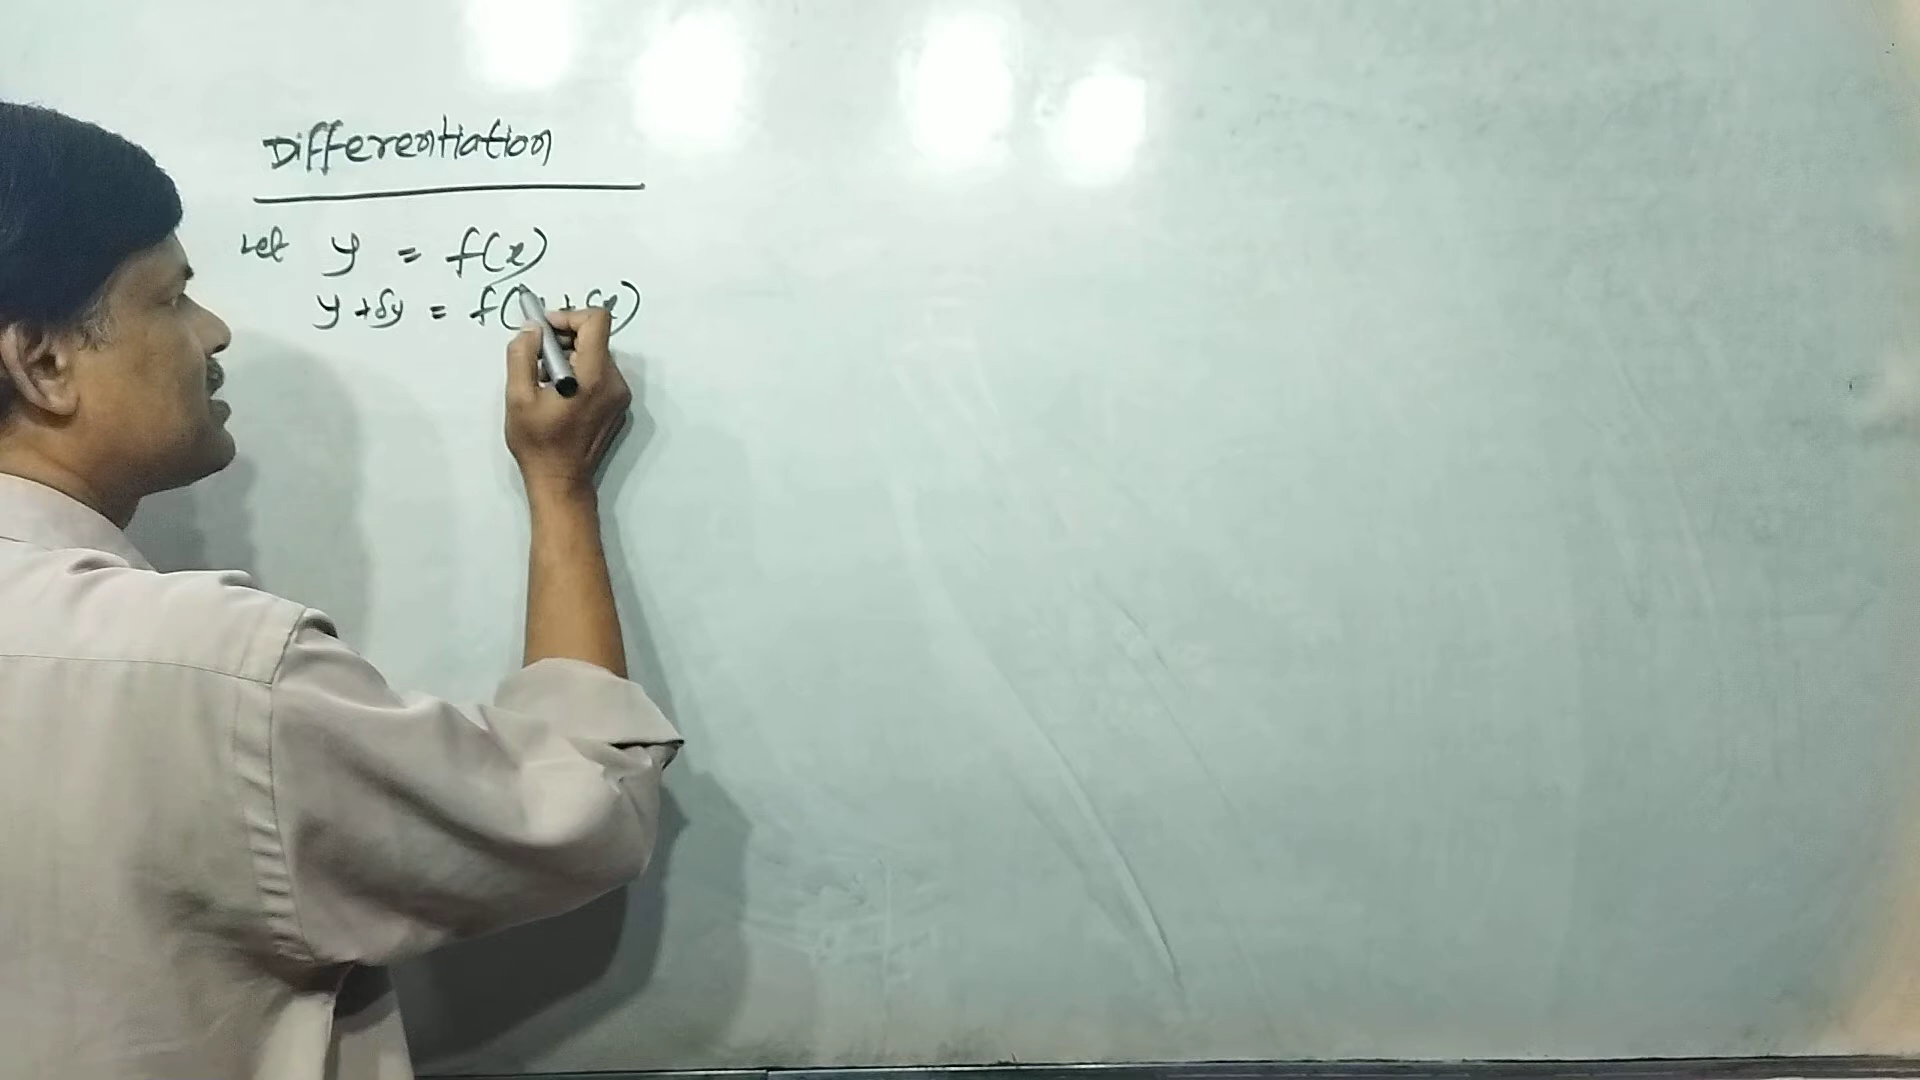 Differentiation
Let y = f(x)
y + δy = f(x + δx)